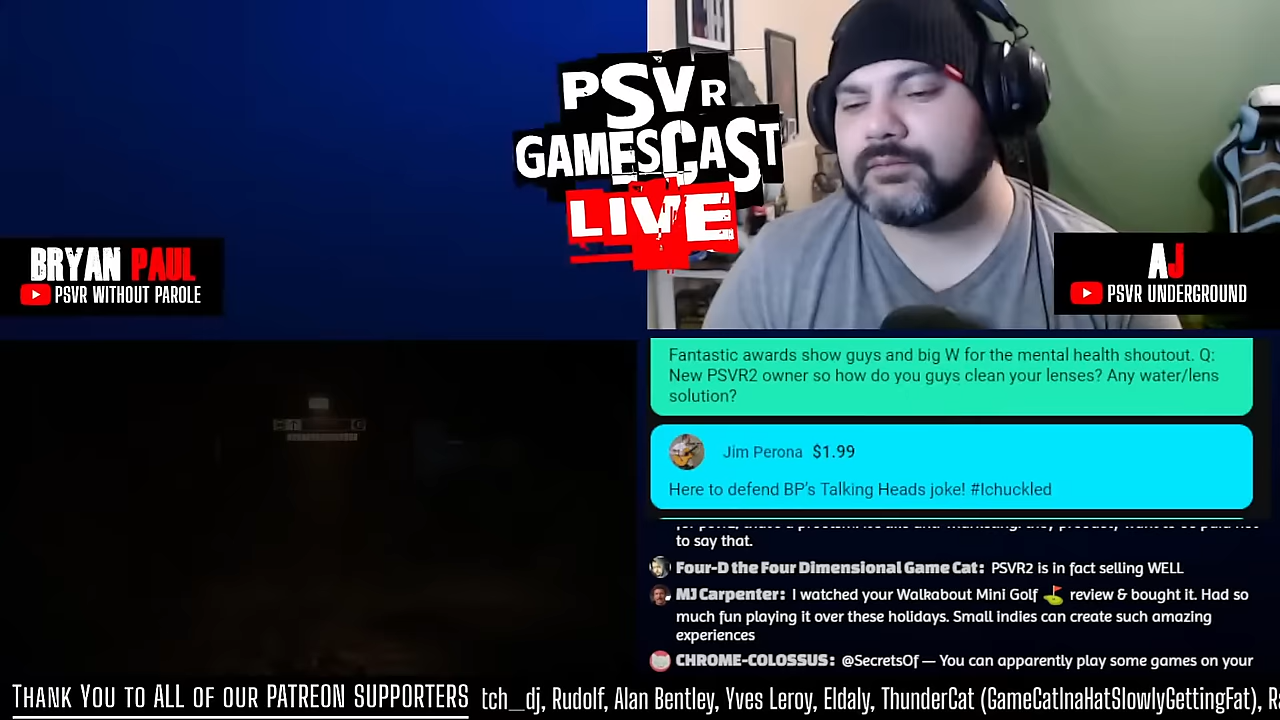 PSVR
GAMESCAST
LIVE
BRYAN PAUL
PSVR WITHOUT PAROLE
AJ
PSVR UNDERGROUND
Fantastic awards show guys and big W for the mental health shoutout. Q:
New PSVR2 owner so how do you guys clean your lenses? Any water/lens
solution?
Jim Perona $1.99
Here to defend BP's Talking Heads joke! #Ichuckled
to say that.
Four-D the Four Dimensional Game Cat: PSVR2 is in fact selling WELL
MJ Carpenter: I watched your Walkabout Mini Golf ⛳ review & bought it. Had so
much fun playing it over these holidays. Small indies can create such amazing
experiences
CHROME-COLOSSUS: @SecretsOf — You can apparently play some games on your
THANK YOU TO ALL OF OUR PATREON SUPPORTERS tch_dj, Rudolf, Alan Bentley, Yves Leroy, Eldaly, ThunderCat (GameCatInaHatSlowlyGettingFat),